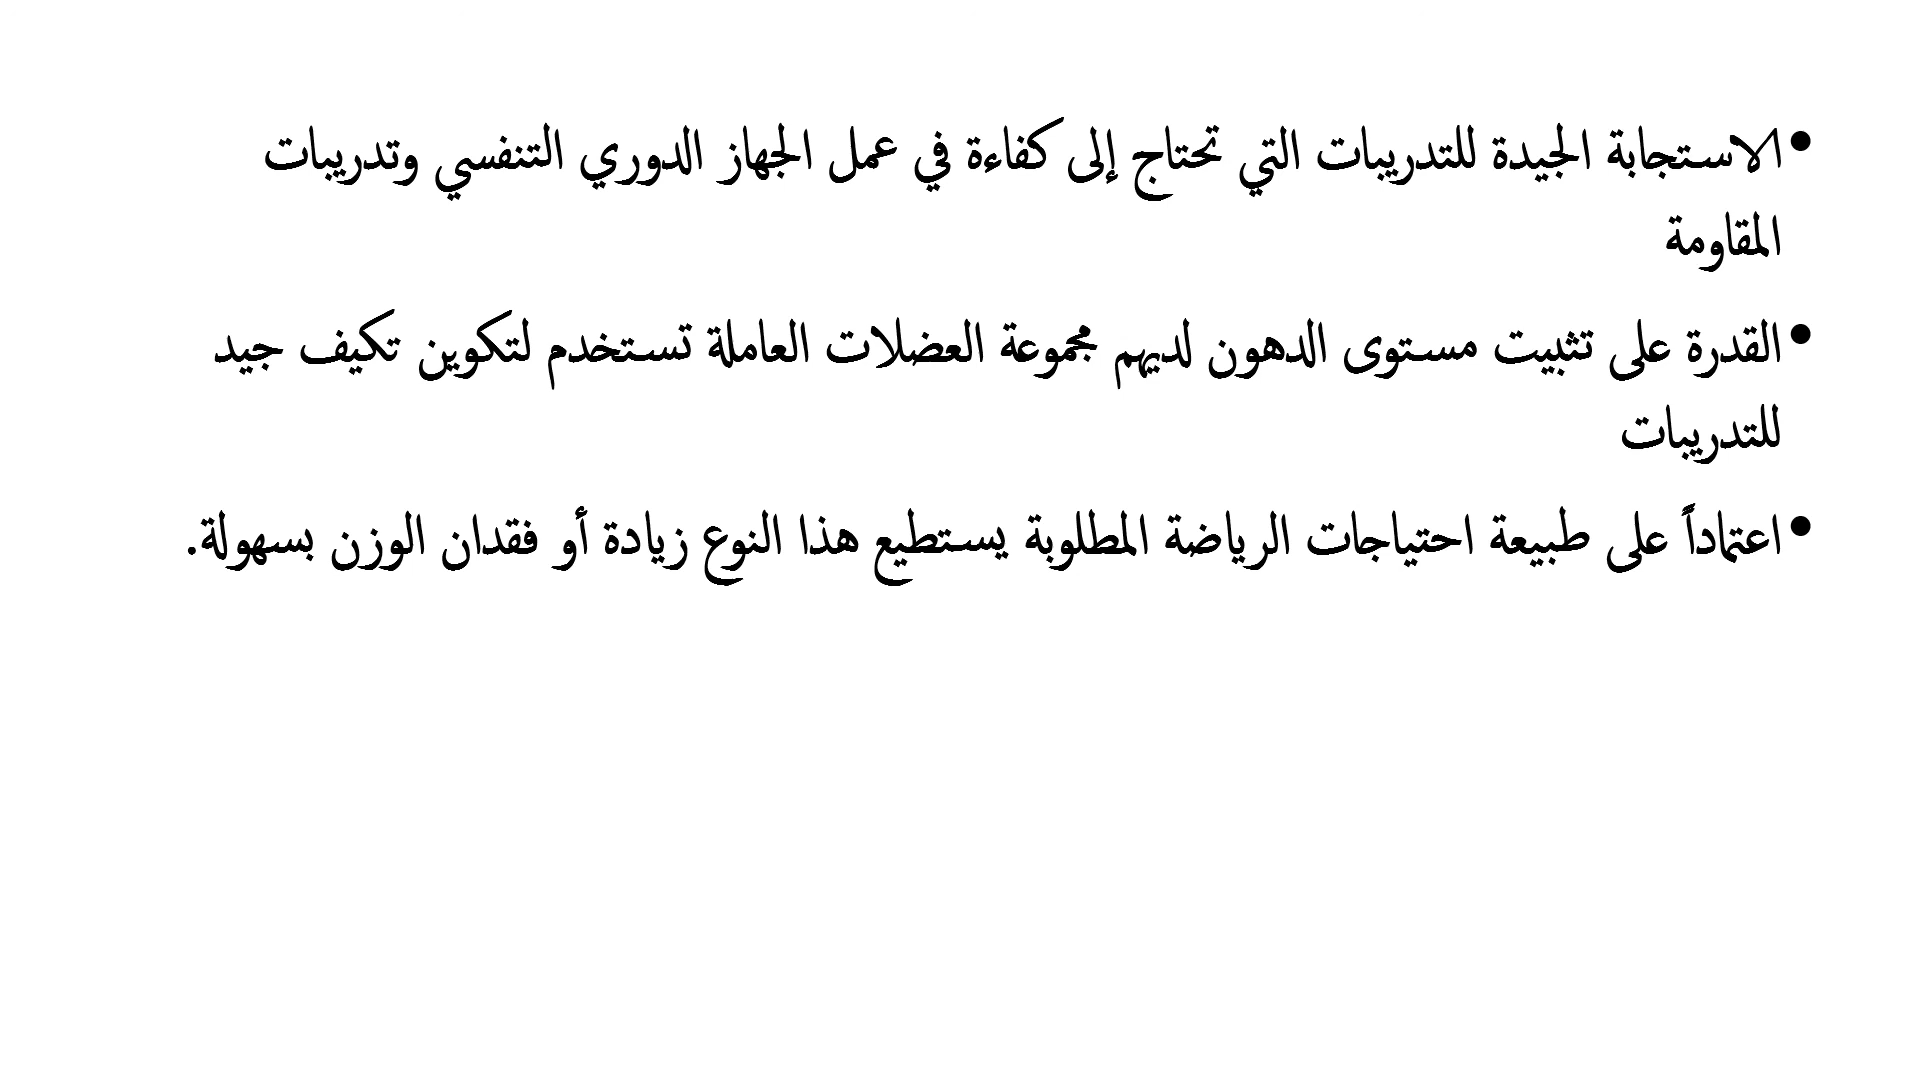 •الاستجابة الجيدة للتدريبات التي تحتاج إلى كفاءة في عمل الجهاز الدوري التنفسي وتدريبات
المقاومة
•القدرة على تثبيت مستوى الدهون لديهم مجموعة العضلات العاملة تستخدم لتكوين تكيف جيد
للتدريبات
•اعتماداً على طبيعة احتياجات الرياضة المطلوبة يستطيع هذا النوع زيادة أو فقدان الوزن بسهولة.